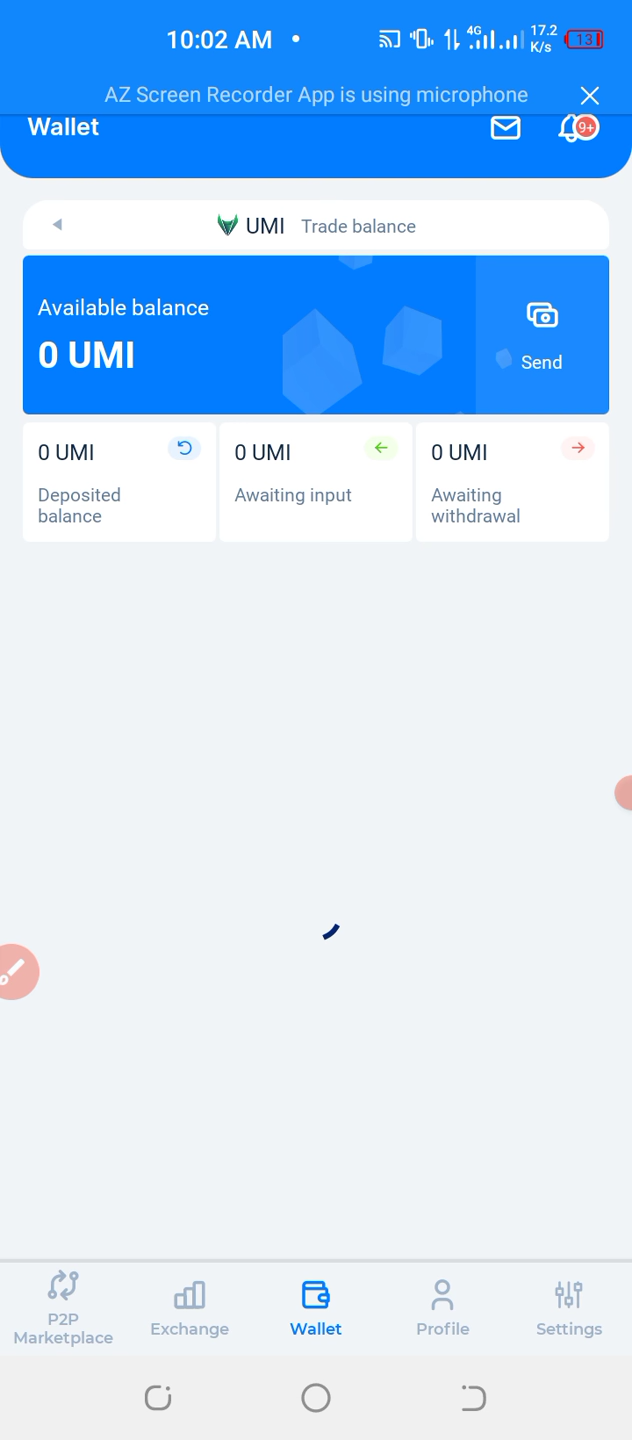 10:02 AM
4G
17.2
K/s
13
AZ Screen Recorder App is using microphone
Wallet
9+
UMI Trade balance
Available balance
0 UMI
Send
0 UMI
Deposited
balance
0 UMI
Awaiting input
0 UMI
Awaiting
withdrawal
P2P
Marketplace
Exchange
Wallet
Profile
Settings